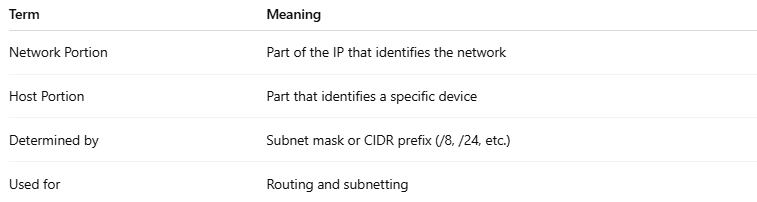 Term Meaning
Network Portion Part of the IP that identifies the network
Host Portion Part that identifies a specific device
Determined by Subnet mask or CIDR prefix (/8, /24, etc.)
Used for Routing and subnetting